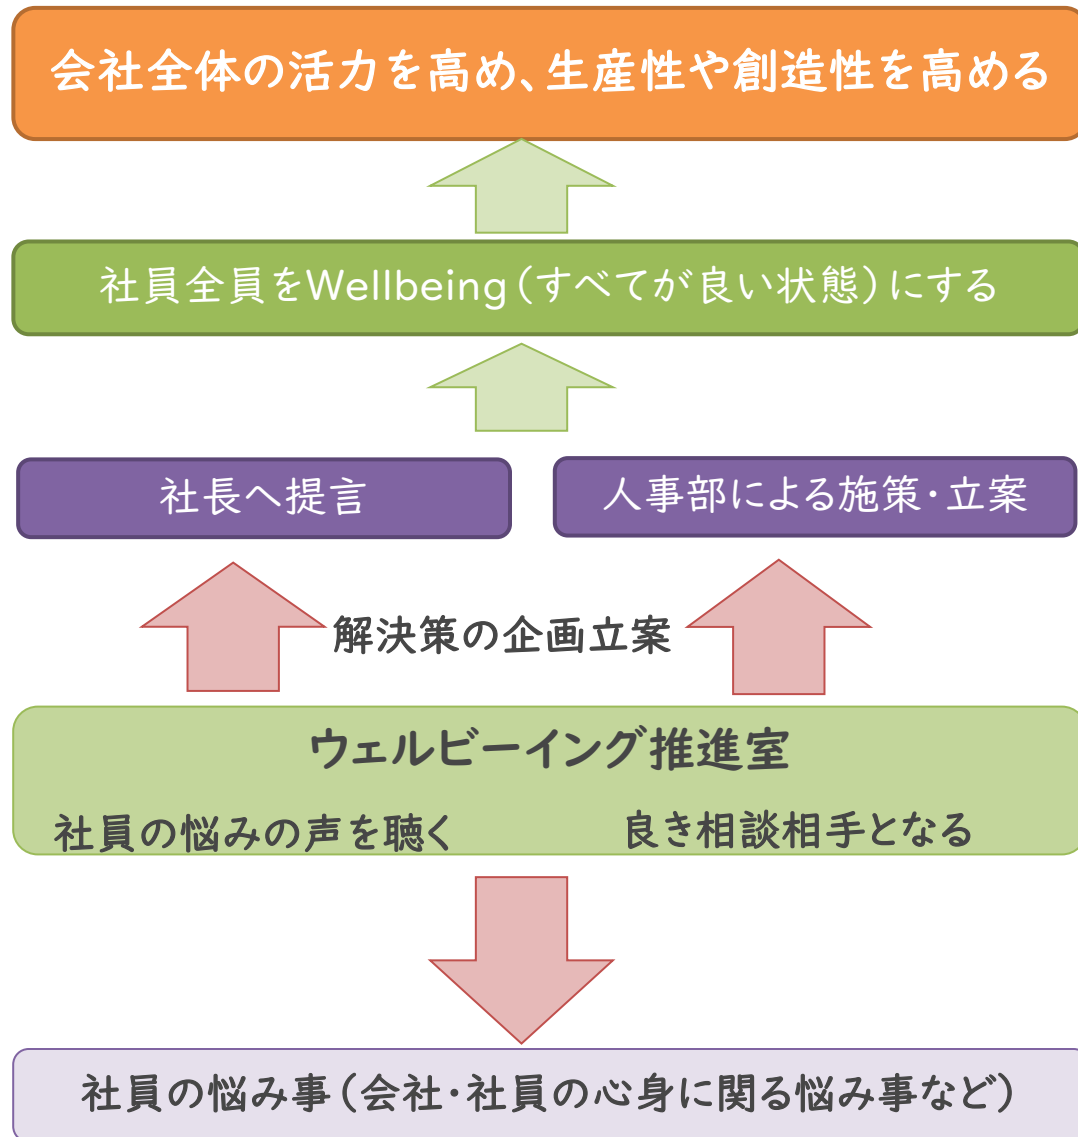 会社全体の活力を高め、生産性や創造性を高める
社員全員をWellbeing(すべてが良い状態)にする
社長へ提言
人事部による施策・立案
解決策の企画立案
ウェルビーイング推進室
社員の悩みの声を聴く
良き相談相手となる
社員の悩み事(会社・社員の心身に関る悩み事など)